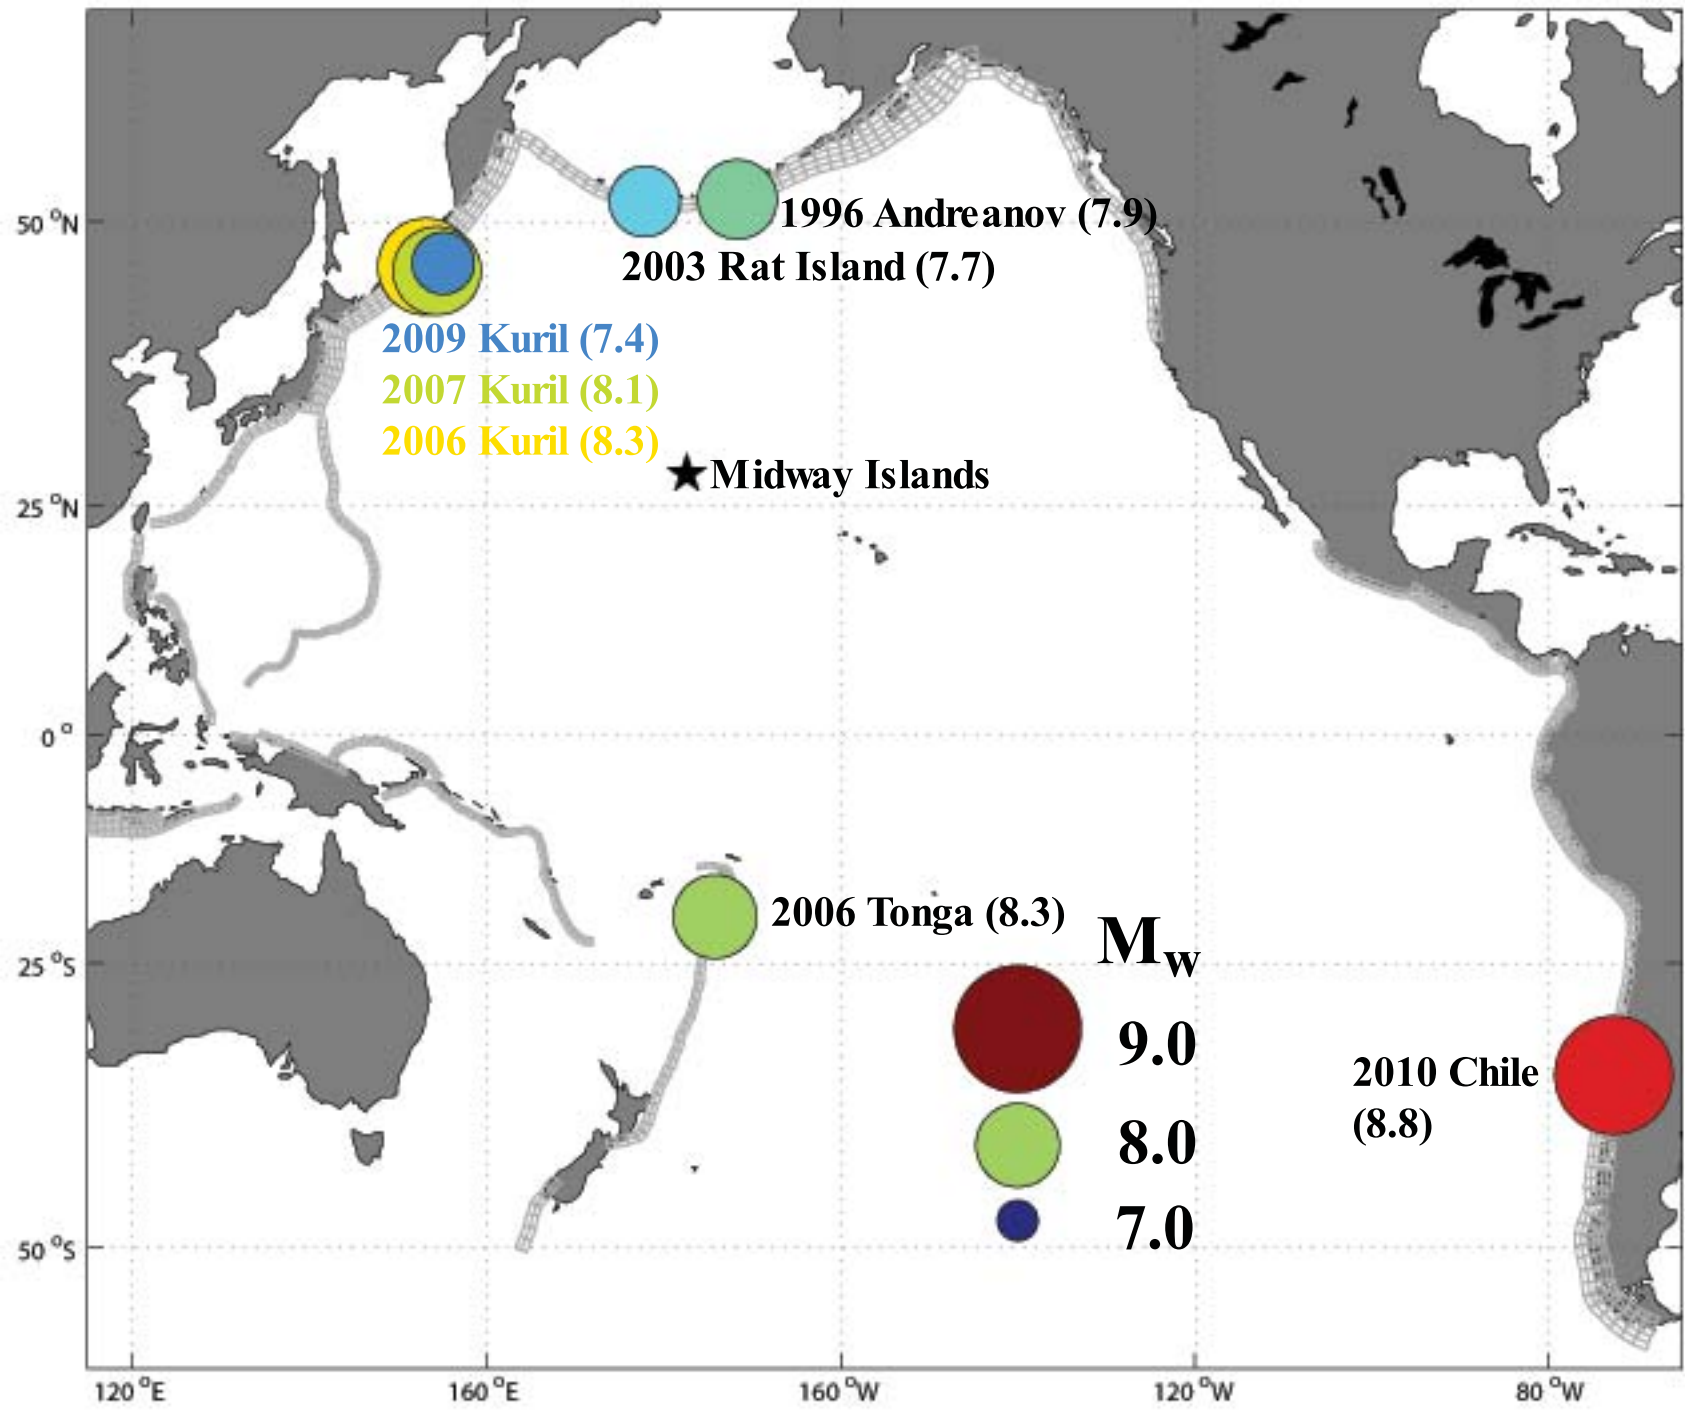 50 °N
1996 Andreanov (7.9)
2003 Rat Island (7.7)
2009 Kuril (7.4)
2007 Kuril (8.1)
2006 Kuril (8.3)
Midway Islands
25 °N
0 °
2006 Tonga (8.3)
Mw
25 °S
9.0
2010 Chile
(8.8)
8.0
7.0
50 °S
120 °E
160 °E
160 °W
120 °W
80 °W